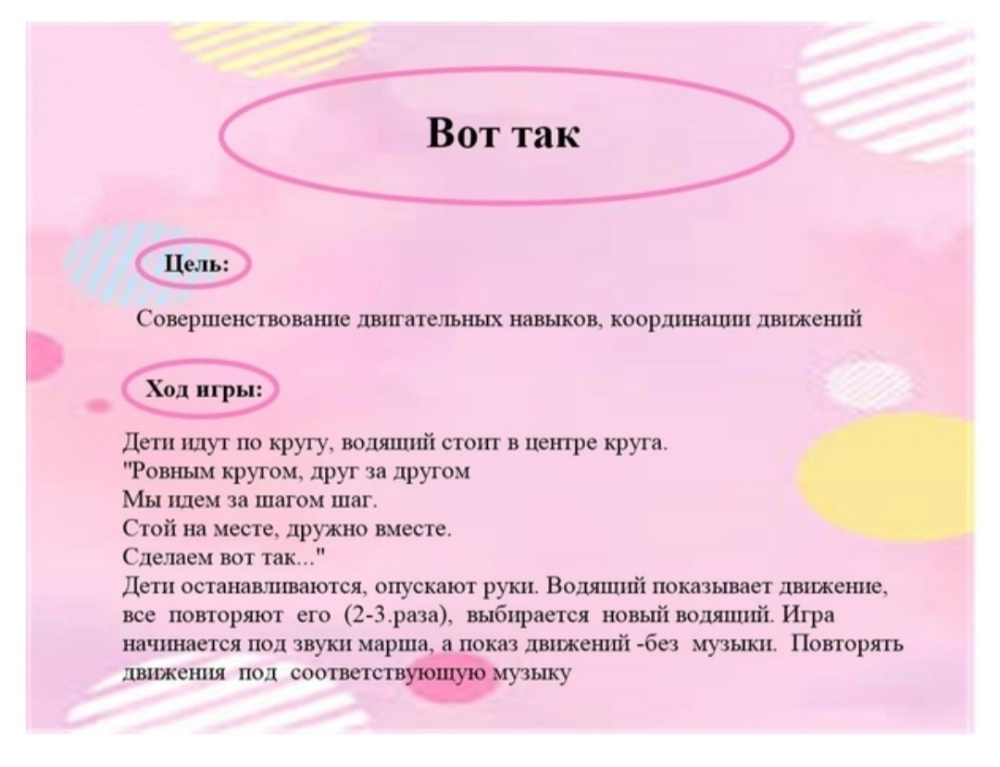 Вот так
Цель:
Совершенствование двигательных навыков, координации движений
Ход игры:
Дети идут по кругу, водящий стоит в центре круга.
"Ровным кругом, друг за другом
Мы идем за шагом шаг.
Стой на месте, дружно вместе.
Сделаем вот так..."
Дети останавливаются, опускают руки. Водящий показывает движение,
все повторяют его (2-3.раза), выбирается новый водящий. Игра
начинается под звуки марша, а показ движений -без музыки. Повторять
движения под соответствующую музыку